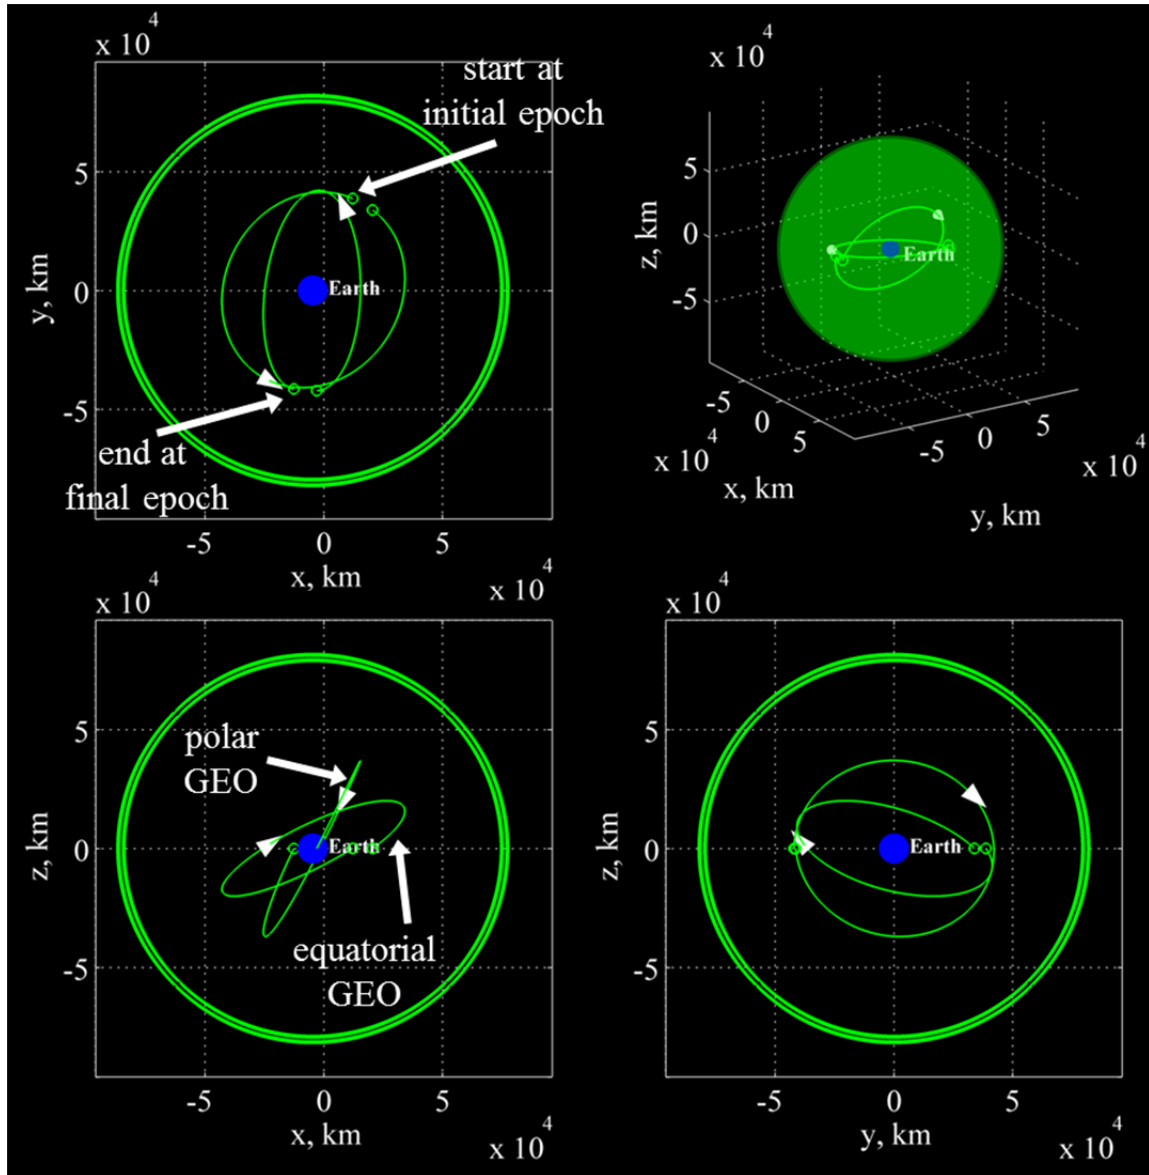 x 10^4
start at
initial epoch
5
0
-5
y, km
Earth
end at
final epoch
-5
0
5
x, km
x 10^4
x 10^4
5
0
-5
z, km
Earth
-5
0
5
x 10^4
x, km
-5
0
5
x 10^4
y, km
x 10^4
5
0
-5
z, km
polar
GEO
Earth
equatorial
GEO
-5
0
5
x, km
x 10^4
x 10^4
5
0
-5
z, km
Earth
-5
0
5
y, km
x 10^4